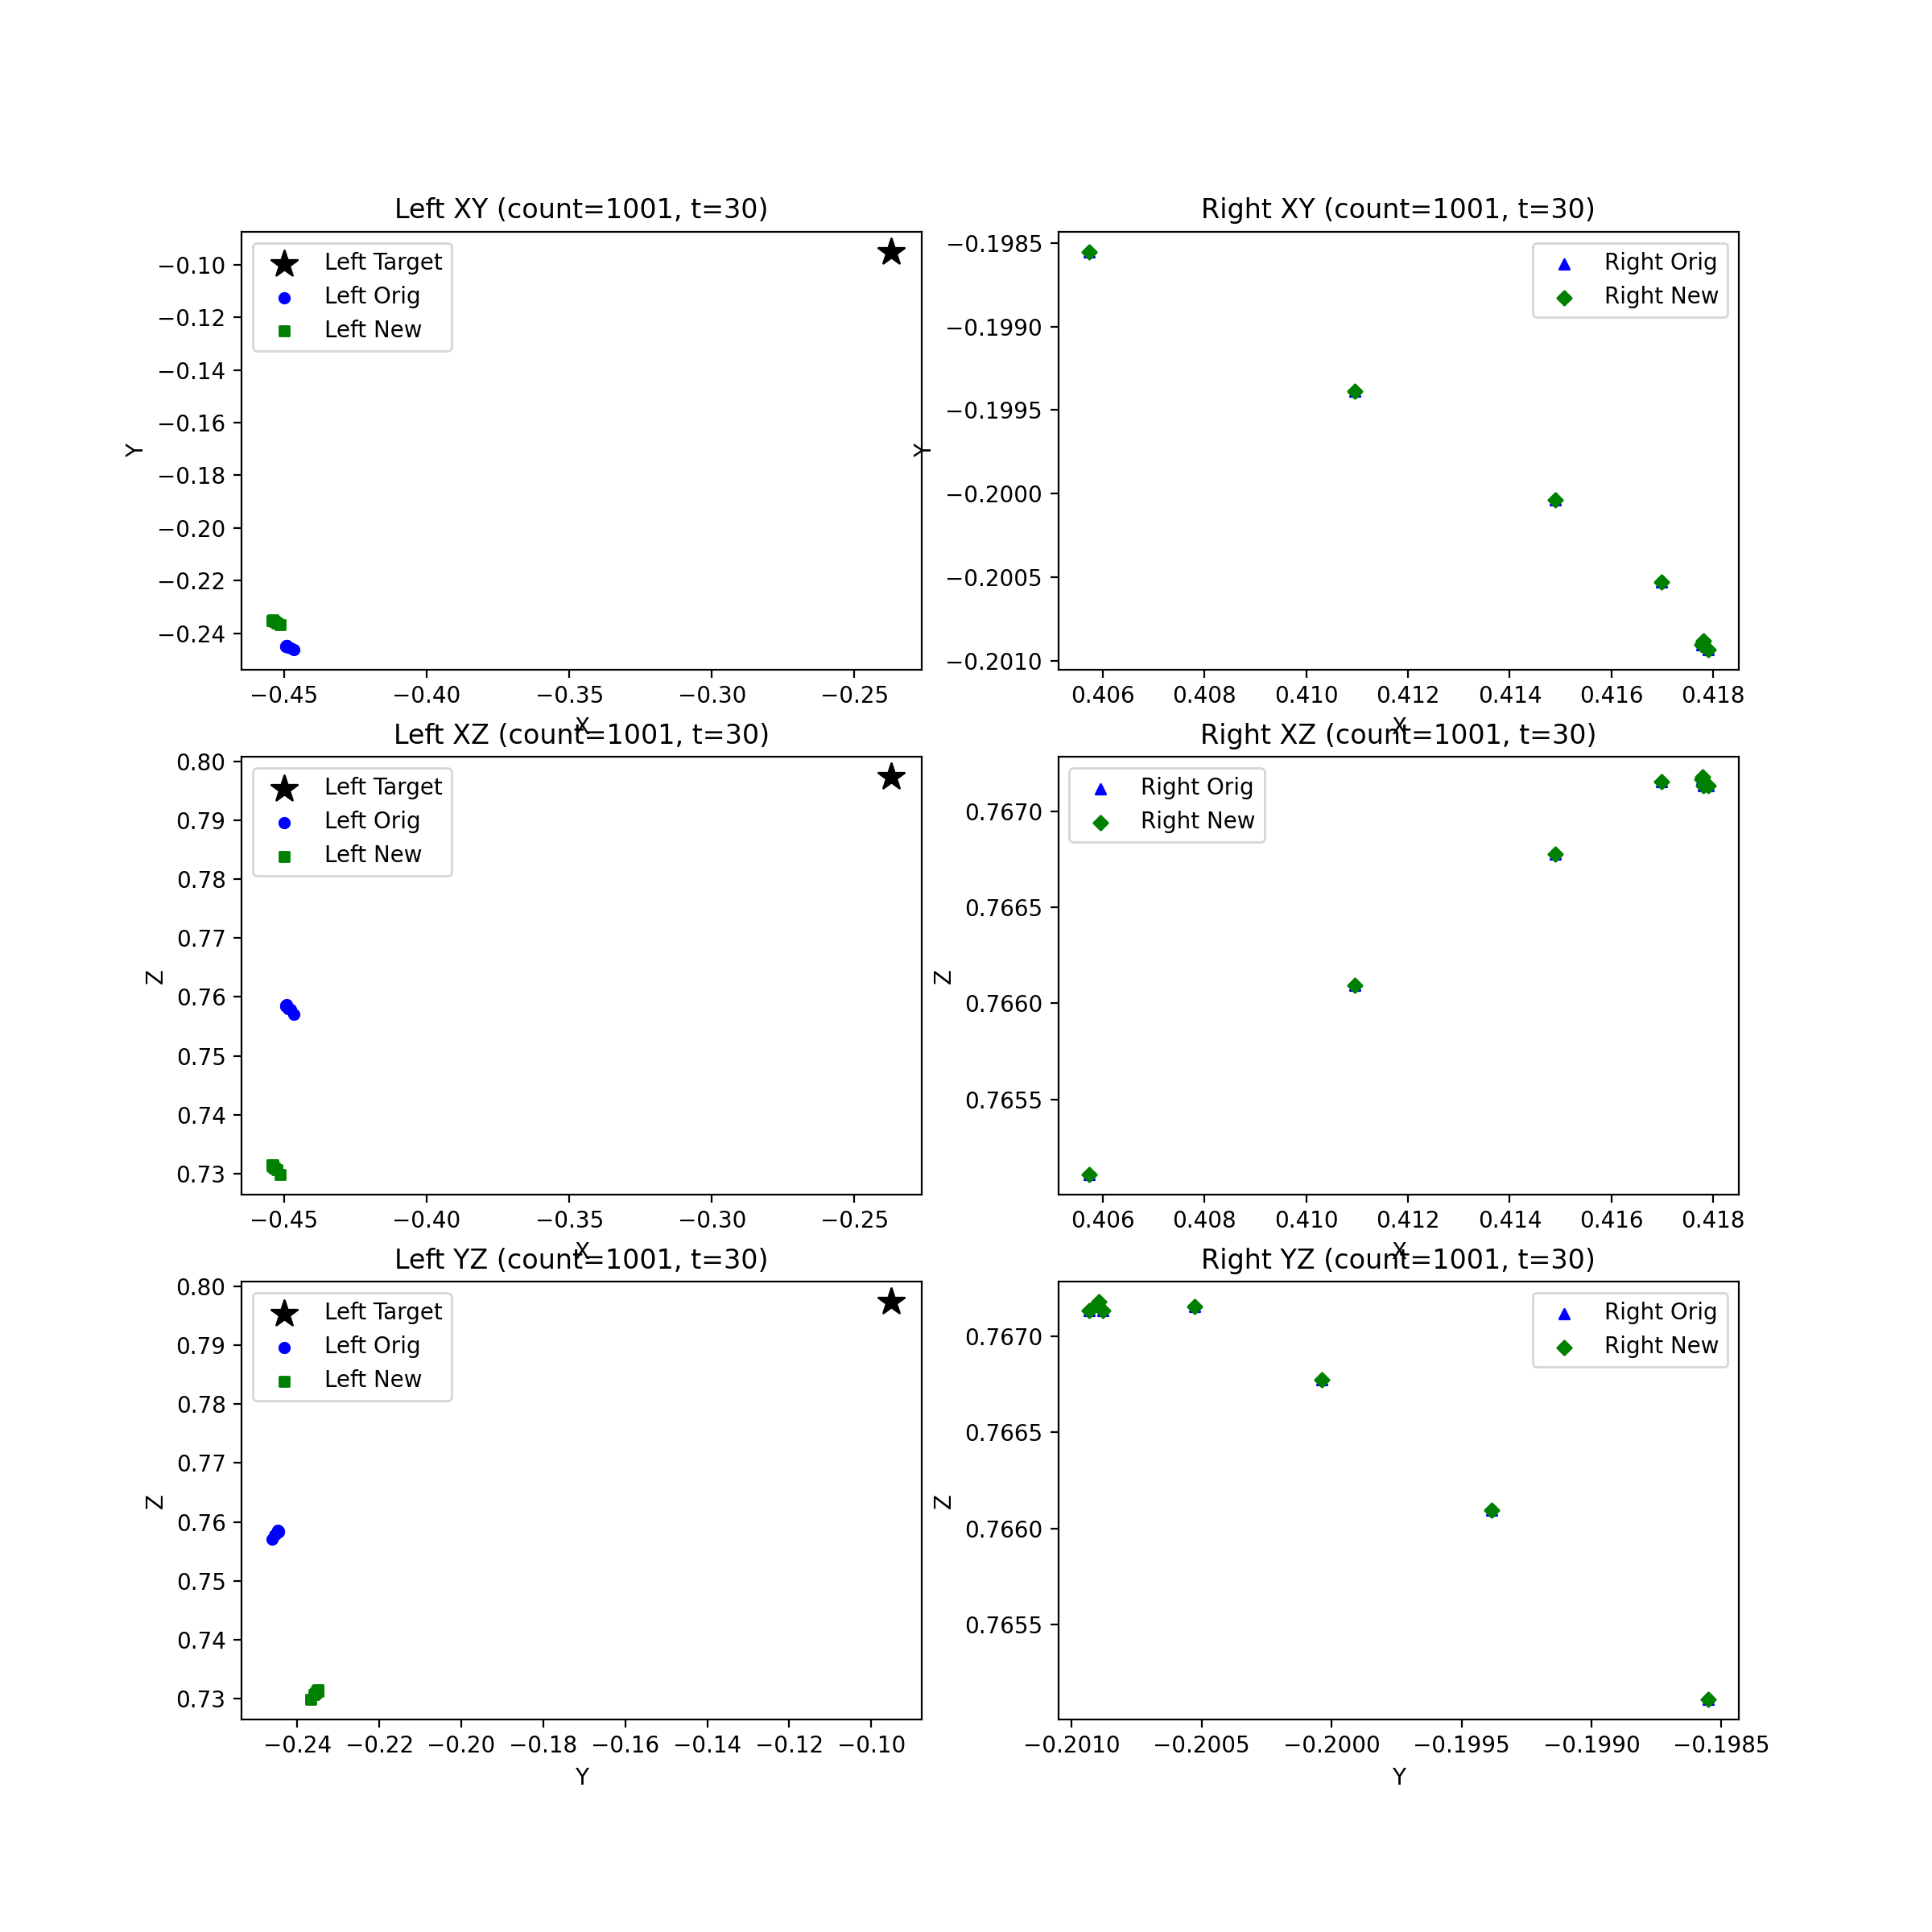 Left XY (count=1001, t=30)
Left Target
Left Orig
Left New
−0.10
−0.12
−0.14
−0.16
−0.18
−0.20
−0.22
−0.24
Y
−0.45
−0.40
−0.35
−0.30
−0.25
X
Right XY (count=1001, t=30)
Right Orig
Right New
−0.1985
−0.1990
−0.1995
−0.2000
−0.2005
−0.2010
Y
0.406
0.408
0.410
0.412
0.414
0.416
0.418
X
Left XZ (count=1001, t=30)
Left Target
Left Orig
Left New
0.80
0.79
0.78
0.77
0.76
0.75
0.74
0.73
Z
−0.45
−0.40
−0.35
−0.30
−0.25
X
Right XZ (count=1001, t=30)
Right Orig
Right New
0.7670
0.7665
0.7660
0.7655
Z
0.406
0.408
0.410
0.412
0.414
0.416
0.418
X
Left YZ (count=1001, t=30)
Left Target
Left Orig
Left New
0.80
0.79
0.78
0.77
0.76
0.75
0.74
0.73
Z
−0.24
−0.22
−0.20
−0.18
−0.16
−0.14
−0.12
−0.10
Y
Right YZ (count=1001, t=30)
Right Orig
Right New
0.7670
0.7665
0.7660
0.7655
Z
−0.2010
−0.2005
−0.2000
−0.1995
−0.1990
−0.1985
Y